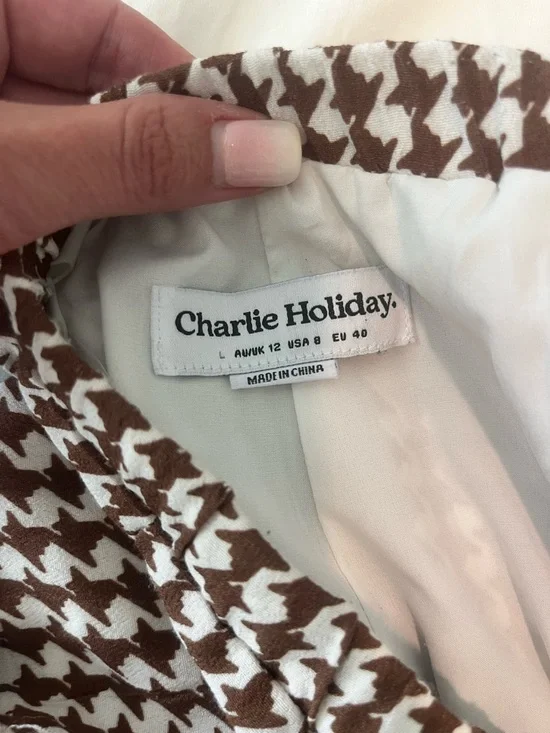 Charlie Holiday.
L AU/UK 12 USA 8 EU 40
MADE IN CHINA